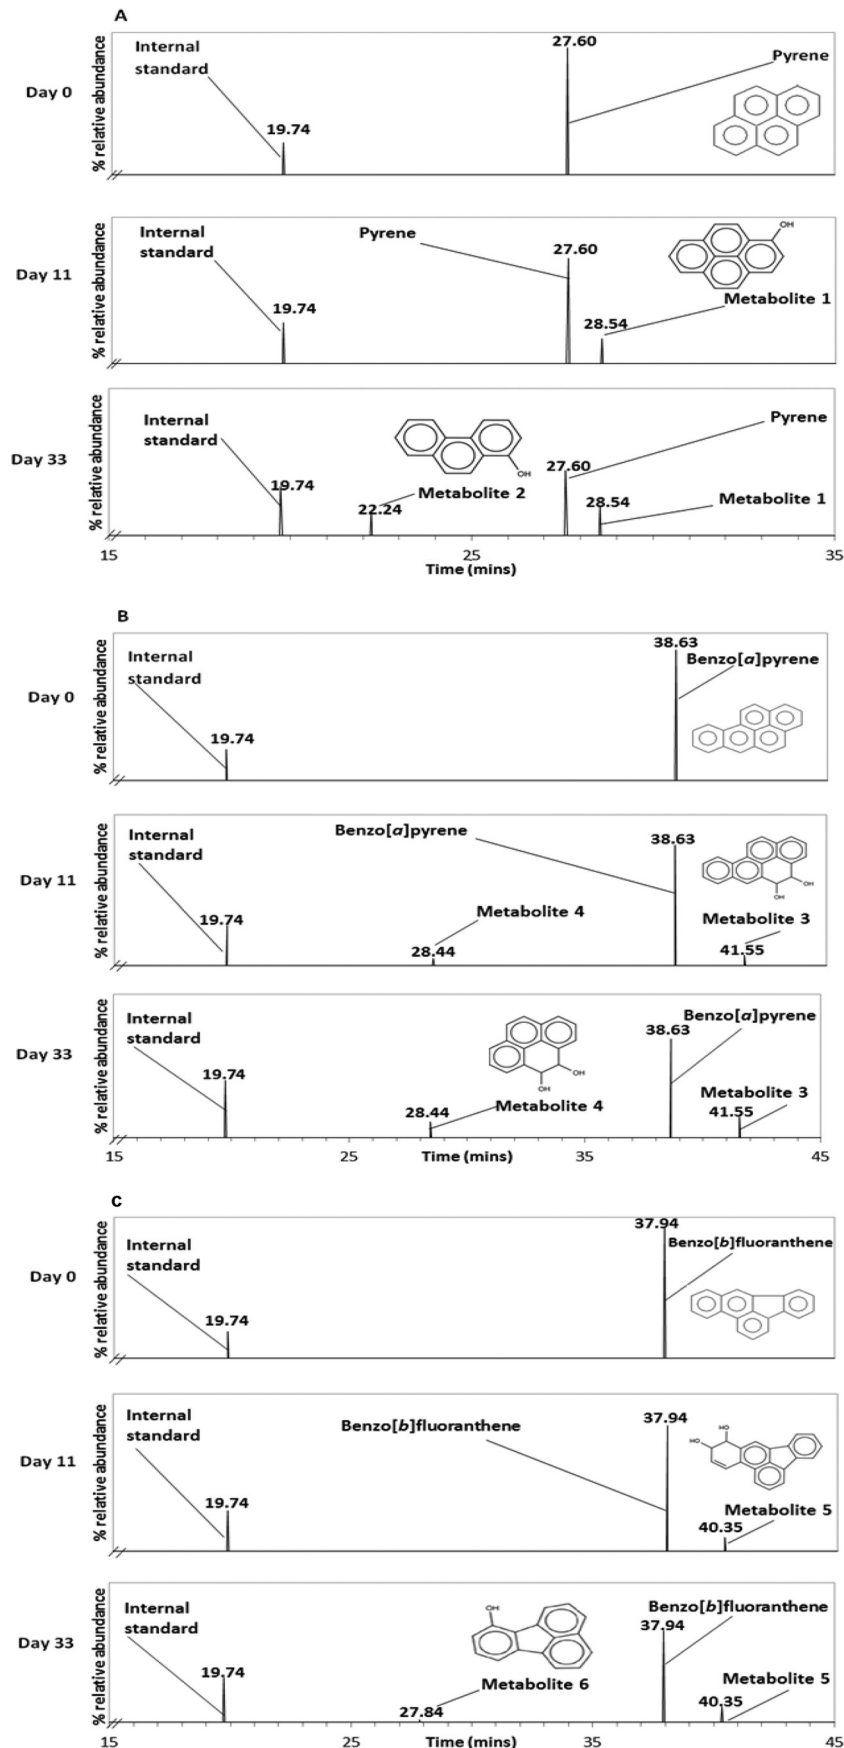 A
Day 0
% relative abundance
Internal
standard
19.74
27.60
Pyrene
Day 11
% relative abundance
Internal
standard
19.74
Pyrene
27.60
OH
Metabolite 1
28.54
Day 33
% relative abundance
Internal
standard
19.74
22.24
Metabolite 2
OH
27.60
Pyrene
28.54
Metabolite 1
15 25 35
Time (mins)
B
Day 0
% relative abundance
Internal
standard
19.74
38.63
Benzo[a]pyrene
Day 11
% relative abundance
Internal
standard
19.74
Benzo[a]pyrene
Metabolite 4
28.44
38.63
OH
OH
Metabolite 3
41.55
Day 33
% relative abundance
Internal
standard
19.74
28.44
OH
OH
Metabolite 4
38.63
Benzo[a]pyrene
Metabolite 3
41.55
15 25 35 45
Time (mins)
C
Day 0
% relative abundance
Internal
standard
19.74
37.94
Benzo[b]fluoranthene
Day 11
% relative abundance
Internal
standard
19.74
Benzo[b]fluoranthene
37.94
HO
HO
Metabolite 5
40.35
Day 33
% relative abundance
Internal
standard
19.74
OH
Metabolite 6
27.84
Benzo[b]fluoranthene
37.94
Metabolite 5
40.35
15 25 35 45
Time (mins)